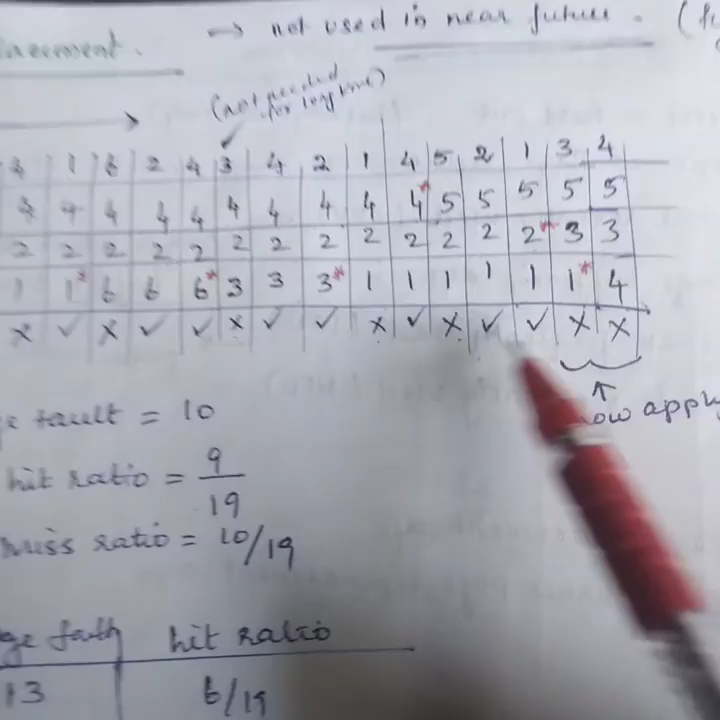 → not used in near future. (
(not needed
for long time)
1 6 2 4 3 4 2 1 4 5 2 1 3 4
4 4 4 4 4 4 4 4 4 4* 5 5 5 5 5
2 2 2 2 2 2 2 2 2 2 2 2 2* 3 3
1 1* 6 6 6* 3 3 3* 1 1 1 1 1 1* 4
x ✓ x ✓ ✓ x ✓ ✓ x ✓ x ✓ ✓ x x
↑
fault = 10
hit ratio = 9/19
miss ratio = 10/19
hit ratio
13 6/19